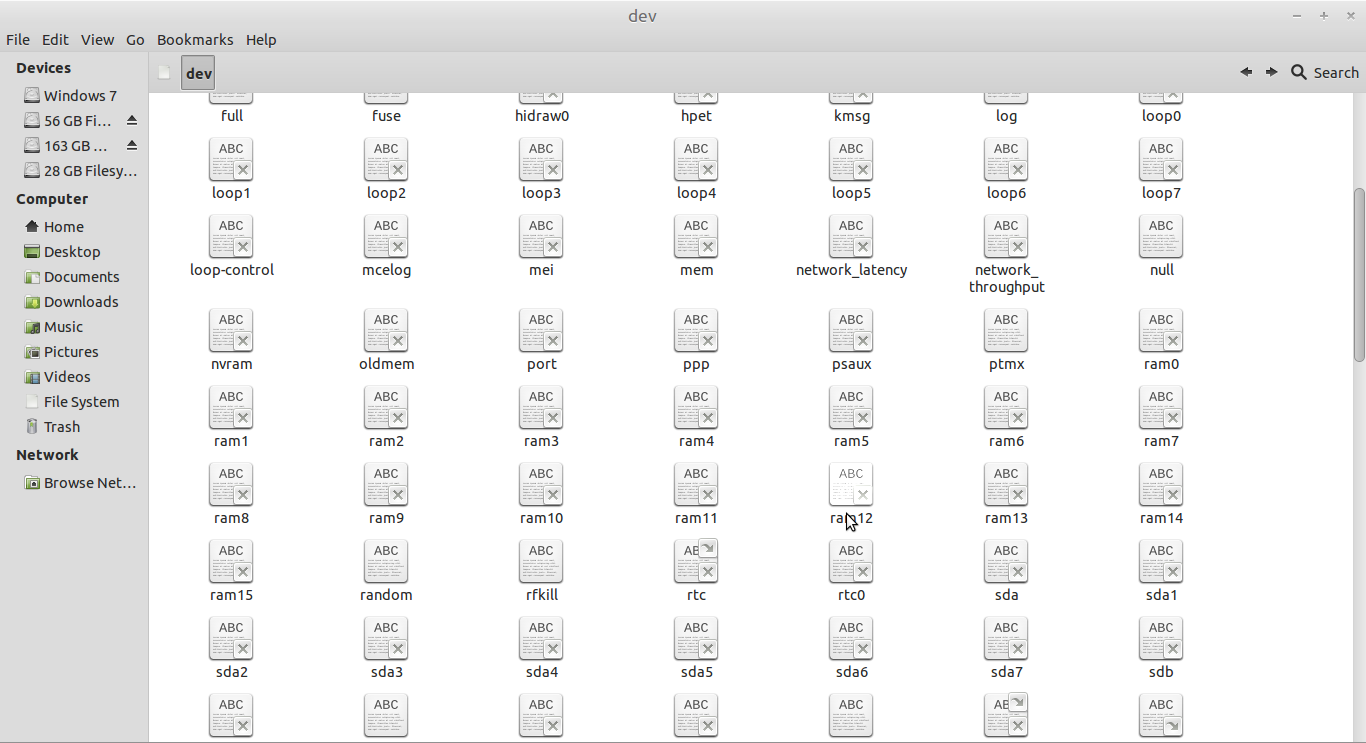 dev
File Edit View Go Bookmarks Help
Devices
Windows 7
56 GB Fi...
163 GB ...
28 GB Filesy...
Computer
Home
Desktop
Documents
Downloads
Music
Pictures
Videos
File System
Trash
Network
Browse Net...
dev
Search
full fuse hidraw0 hpet kmsg log loop0
ABC ABC ABC ABC ABC ABC ABC
loop1 loop2 loop3 loop4 loop5 loop6 loop7
ABC ABC ABC ABC ABC ABC ABC
loop-control mcelog mei mem network_latency network_ null
throughput
ABC ABC ABC ABC ABC ABC ABC
nvram oldmem port ppp psaux ptmx ram0
ABC ABC ABC ABC ABC ABC ABC
ram1 ram2 ram3 ram4 ram5 ram6 ram7
ABC ABC ABC ABC ABC ABC ABC
ram8 ram9 ram10 ram11 ram12 ram13 ram14
ABC ABC ABC AB ABC ABC ABC
ram15 random rfkill rtc rtc0 sda sda1
ABC ABC ABC ABC ABC ABC ABC
sda2 sda3 sda4 sda5 sda6 sda7 sdb
ABC ABC ABC ABC ABC AB ABC